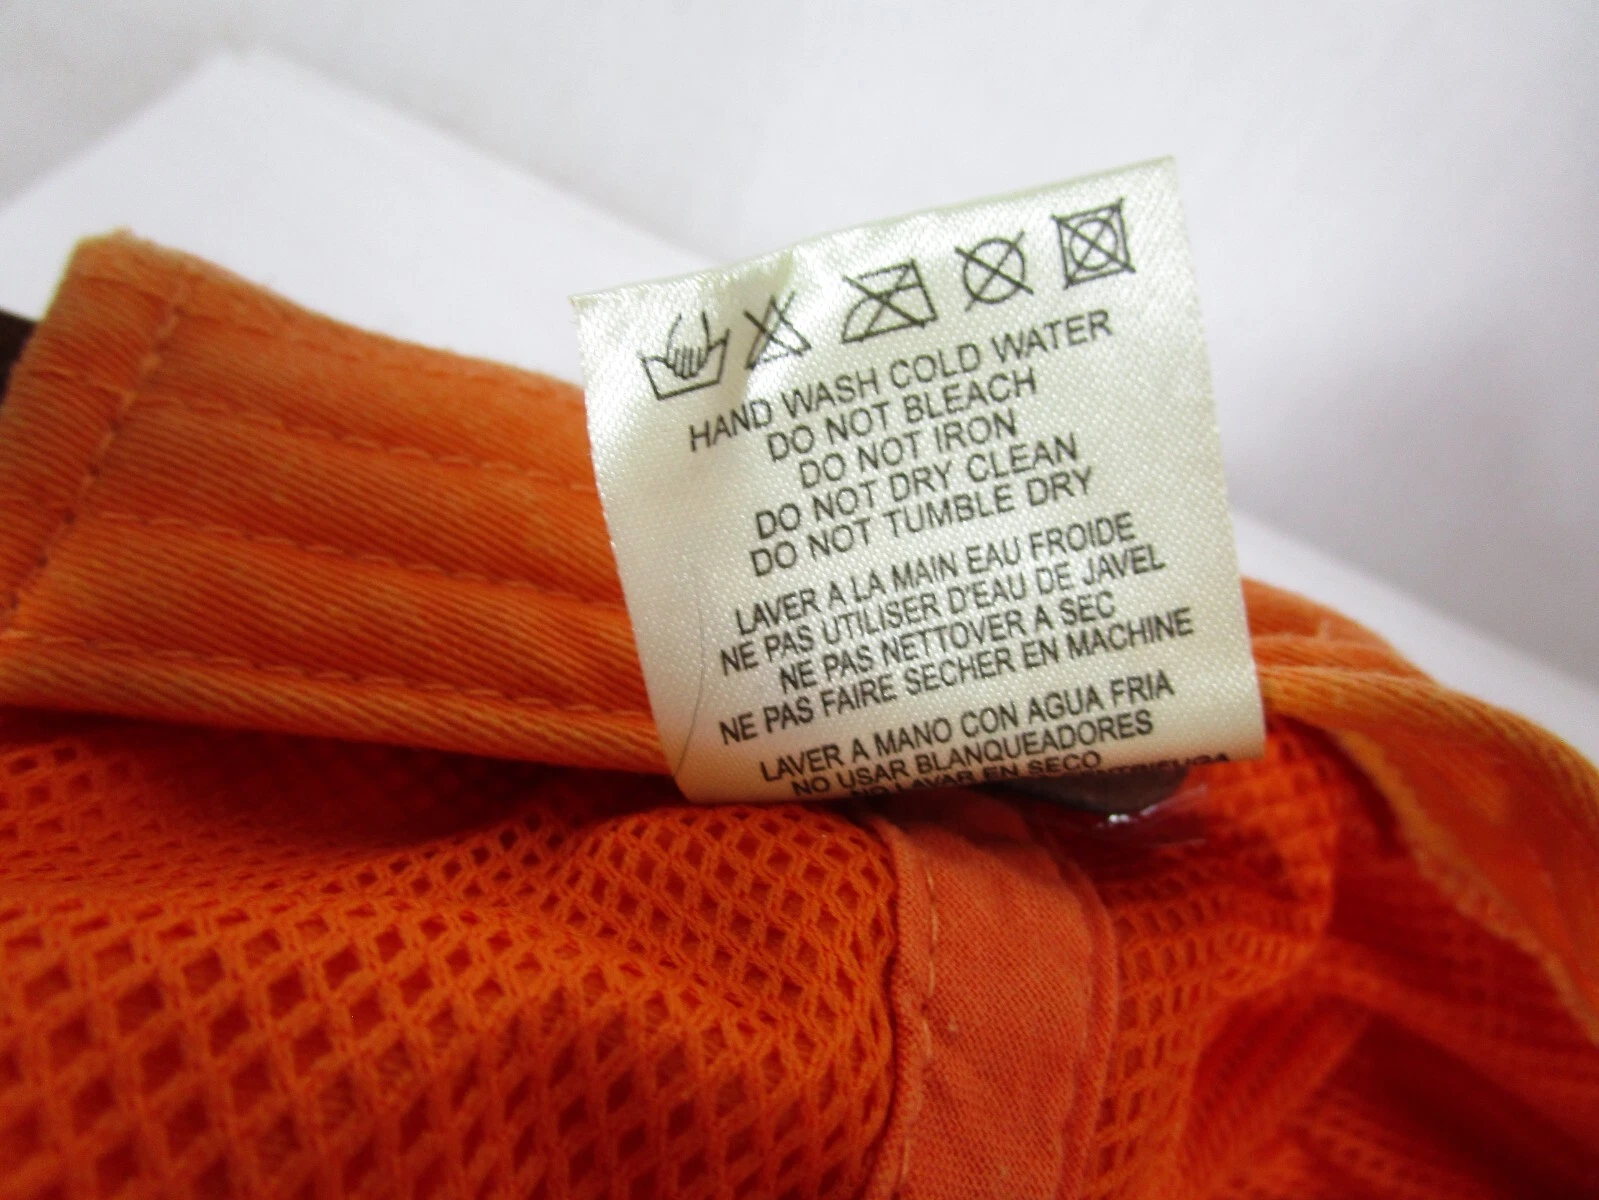 HAND WASH COLD WATER
DO NOT BLEACH
DO NOT IRON
DO NOT DRY CLEAN
DO NOT TUMBLE DRY
LAVER A LA MAIN EAU FROIDE
NE PAS UTILISER D'EAU DE JAVEL
NE PAS NETTOVER A SEC
NE PAS FAIRE SECHER EN MACHINE
LAVER A MANO CON AGUA FRIA
NO USAR BLANQUEADORES
NO LAVAR EN SECO